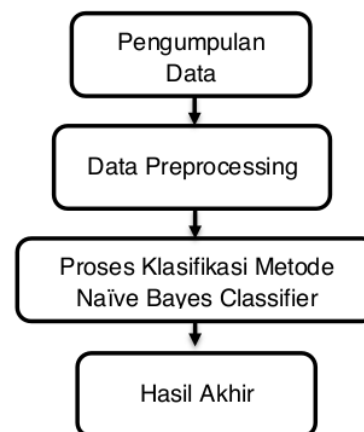 Pengumpulan
Data
Data Preprocessing
Proses Klasifikasi Metode
Naïve Bayes Classifier
Hasil Akhir